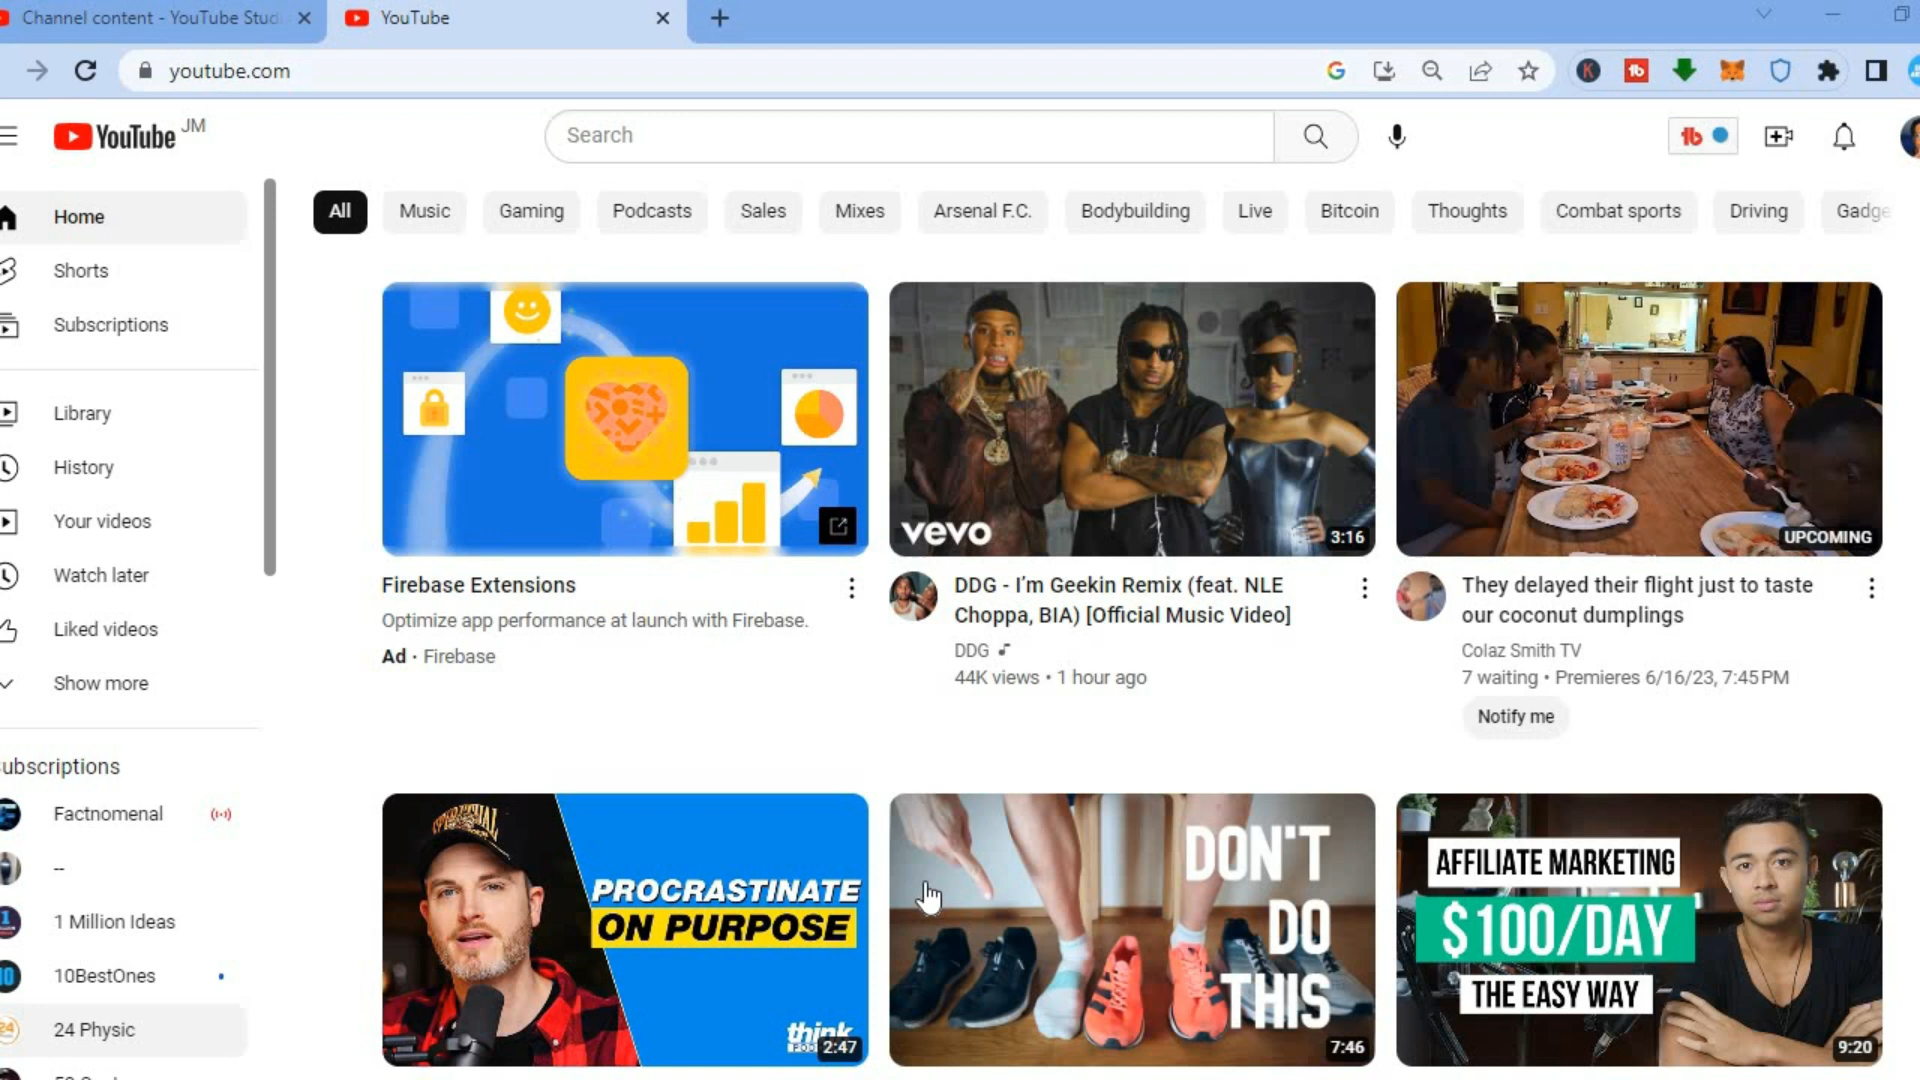 Channel content - YouTube Stud
YouTube
youtube.com
YouTube JM
Search
Home
Shorts
Subscriptions
Library
History
Your videos
Watch later
Liked videos
Show more
ubscriptions
Factnomenal
--
1 Million Ideas
10BestOnes
24 Physic
All
Music
Gaming
Podcasts
Sales
Mixes
Arsenal F.C.
Bodybuilding
Live
Bitcoin
Thoughts
Combat sports
Driving
Gadge
Firebase Extensions
Optimize app performance at launch with Firebase.
Ad · Firebase
vevo
3:16
DDG - I’m Geekin Remix (feat. NLE
Choppa, BIA) [Official Music Video]
DDG
44K views • 1 hour ago
UPCOMING
They delayed their flight just to taste
our coconut dumplings
Colaz Smith TV
7 waiting • Premieres 6/16/23, 7:45 PM
Notify me
PROCRASTINATE
ON PURPOSE
think
2:47
DON'T
DO
THIS
7:46
AFFILIATE MARKETING
$100/DAY
THE EASY WAY
9:20